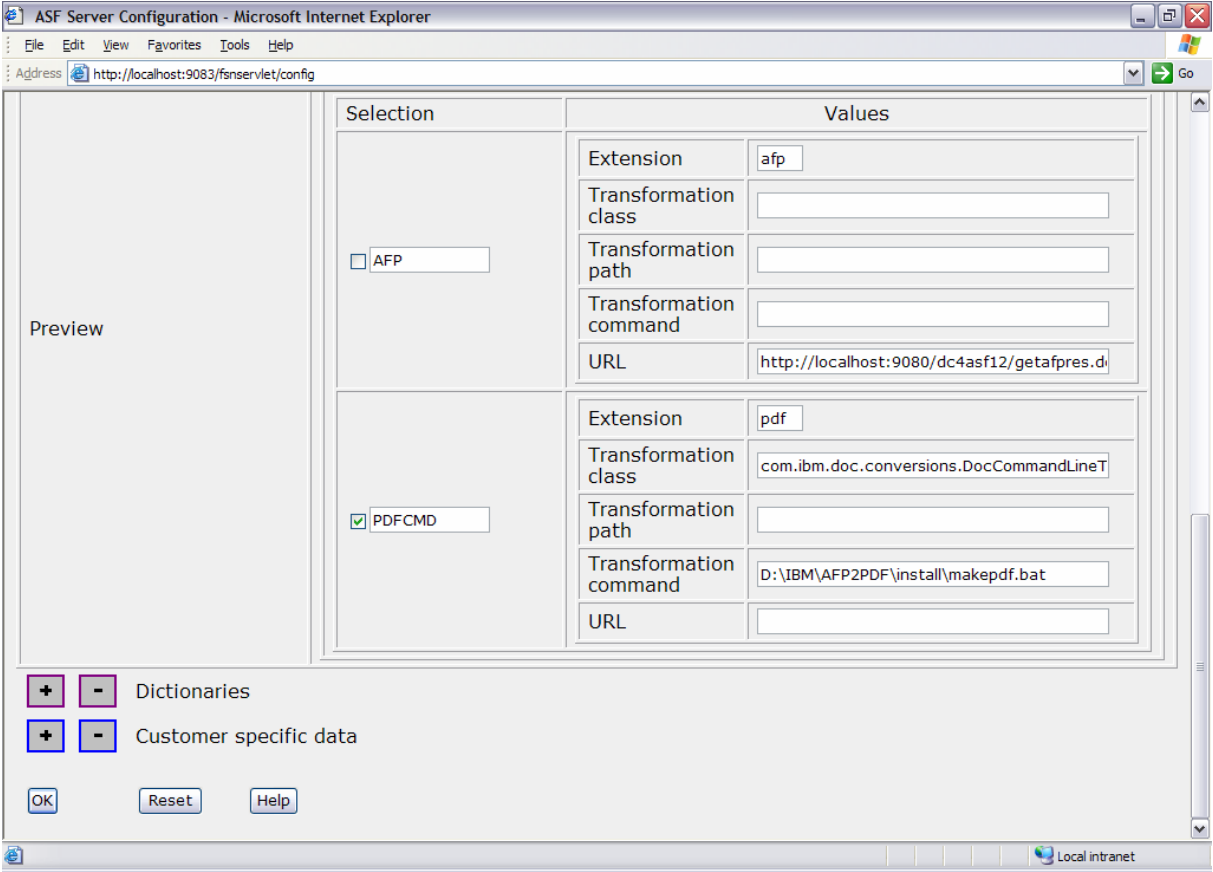 ASF Server Configuration - Microsoft Internet Explorer
File Edit View Favorites Tools Help
Address http://localhost:9083/fsnservlet/config Go
Selection Values
Preview
AFP
Extension afp
Transformation
class
Transformation
path
Transformation
command
URL http://localhost:9080/dc4asf12/getafpres.d
PDFCMD
Extension pdf
Transformation
class com.ibm.doc.conversions.DocCommandLineT
Transformation
path
Transformation
command D:\IBM\AFP2PDF\install\makepdf.bat
URL
+ - Dictionaries
+ - Customer specific data
OK Reset Help
Local intranet